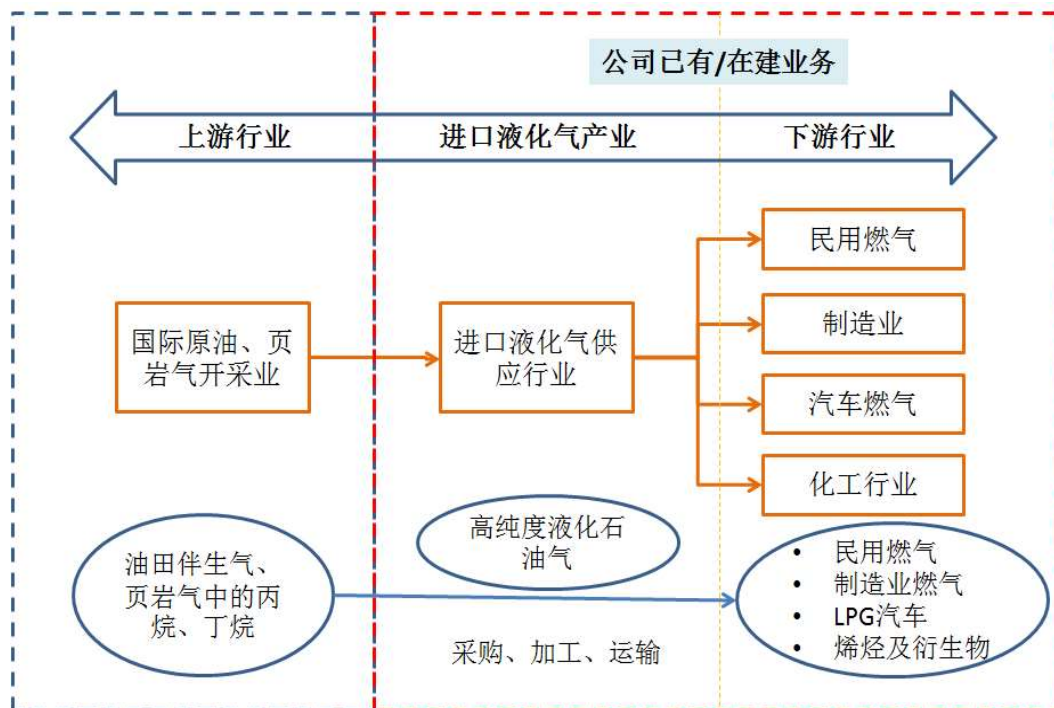 公司已有/在建业务
上游行业
进口液化气产业
下游行业
民用燃气
国际原油、页
岩气开采业
进口液化气供
应行业
制造业
汽车燃气
化工行业
油田伴生气、
页岩气中的丙
烷、丁烷
高纯度液化石
油气
采购、加工、运输
• 民用燃气
• 制造业燃气
• LPG汽车
• 烯烃及衍生物